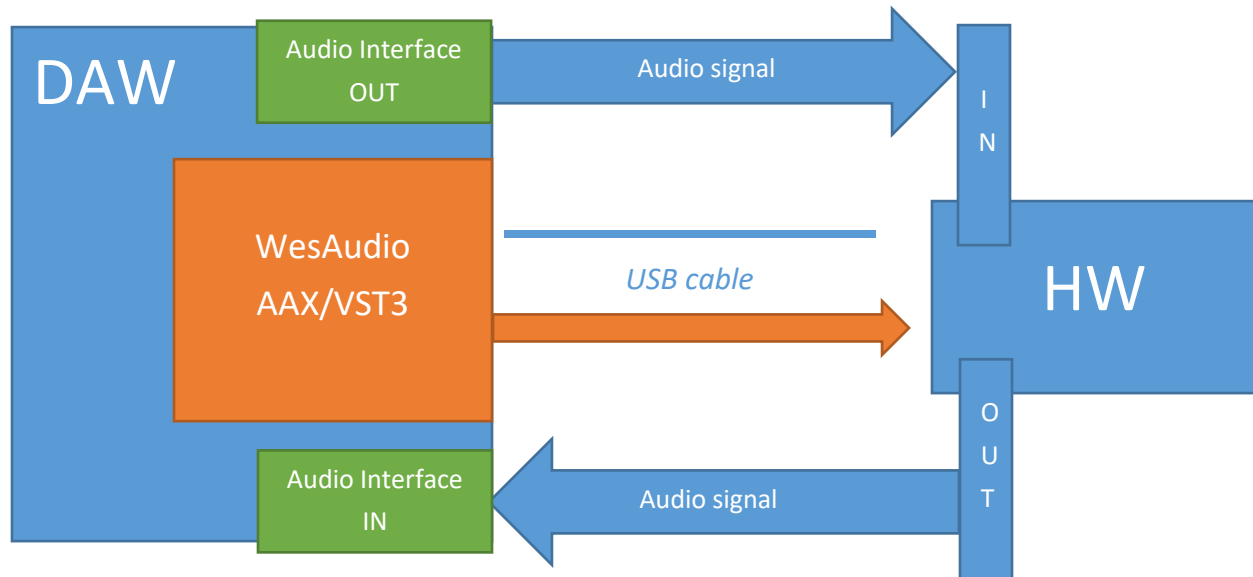 DAW
Audio Interface
OUT
Audio signal
I
N
WesAudio
AAX/VST3
USB cable
HW
Audio Interface
IN
Audio signal
O
U
T